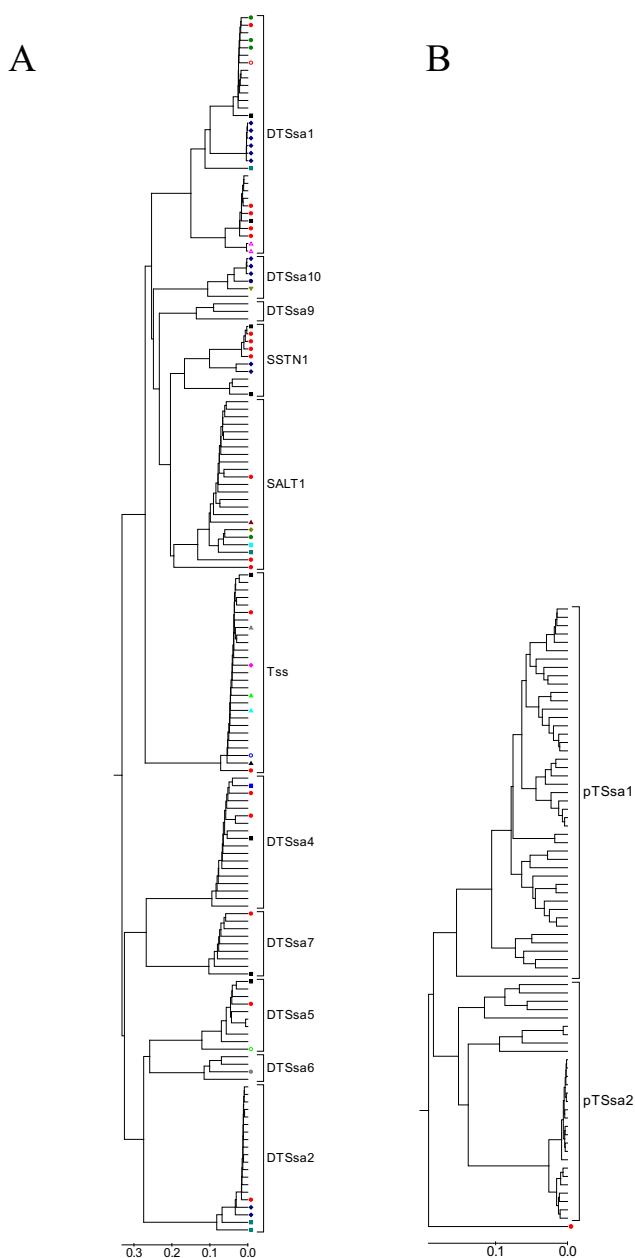 A
B
DTSsa1
DTSsa10
DTSsa9
SSTN1
SALT1
Tss
DTSsa4
DTSsa7
DTSsa5
DTSsa6
DTSsa2
0.3 0.2 0.1 0.0
pTSsa1
pTSsa2
0.1 0.0